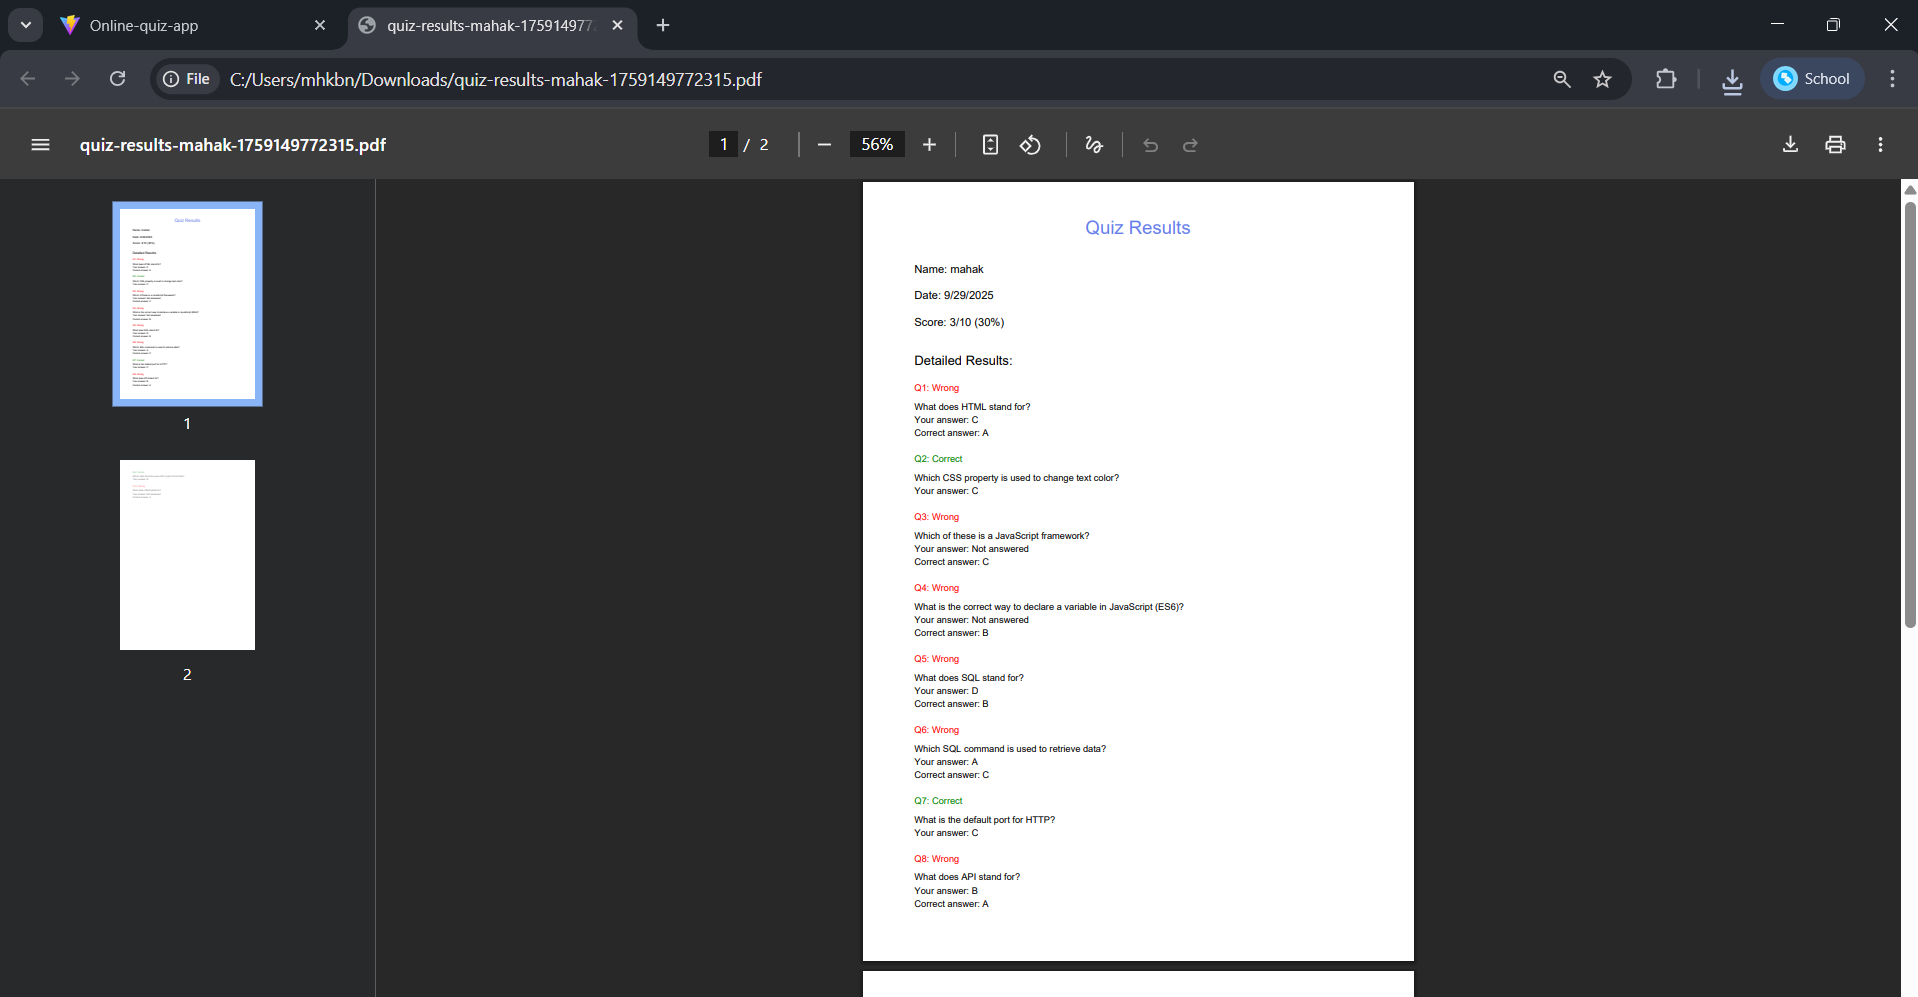 Online-quiz-app
quiz-results-mahak-175914977
File
C:/Users/mhkbn/Downloads/quiz-results-mahak-1759149772315.pdf
School
quiz-results-mahak-1759149772315.pdf
1 / 2
56%
1
2
Quiz Results
Name: mahak
Date: 9/29/2025
Score: 3/10 (30%)
Detailed Results:
Q1: Wrong
What does HTML stand for?
Your answer: C
Correct answer: A
Q2: Correct
Which CSS property is used to change text color?
Your answer: C
Q3: Wrong
Which of these is a JavaScript framework?
Your answer: Not answered
Correct answer: C
Q4: Wrong
What is the correct way to declare a variable in JavaScript (ES6)?
Your answer: Not answered
Correct answer: B
Q5: Wrong
What does SQL stand for?
Your answer: D
Correct answer: B
Q6: Wrong
Which SQL command is used to retrieve data?
Your answer: A
Correct answer: C
Q7: Correct
What is the default port for HTTP?
Your answer: C
Q8: Wrong
What does API stand for?
Your answer: B
Correct answer: A